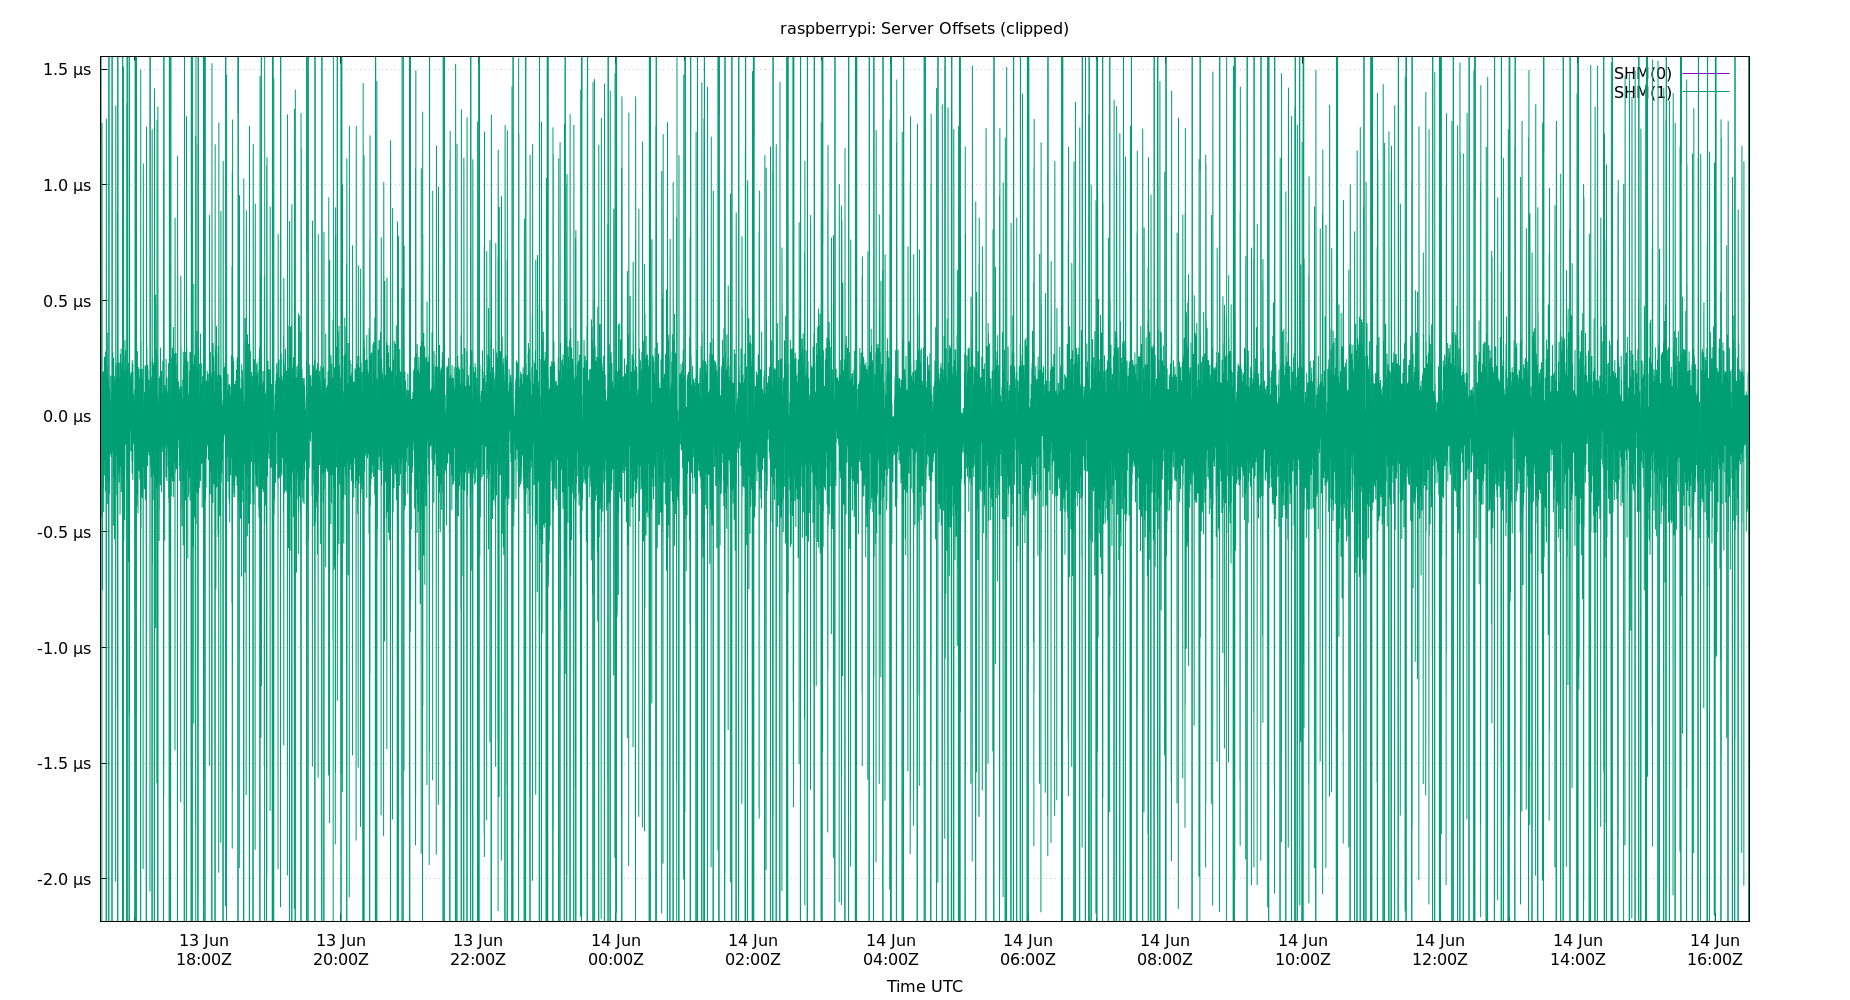 raspberrypi: Server Offsets (clipped)
1.5 µs
1.0 µs
0.5 µs
0.0 µs
-0.5 µs
-1.0 µs
-1.5 µs
-2.0 µs
SHM(0)
SHM(1)
13 Jun 13 Jun 13 Jun 14 Jun 14 Jun 14 Jun 14 Jun 14 Jun 14 Jun 14 Jun 14 Jun 14 Jun
18:00Z 20:00Z 22:00Z 00:00Z 02:00Z 04:00Z 06:00Z 08:00Z 10:00Z 12:00Z 14:00Z 16:00Z
Time UTC